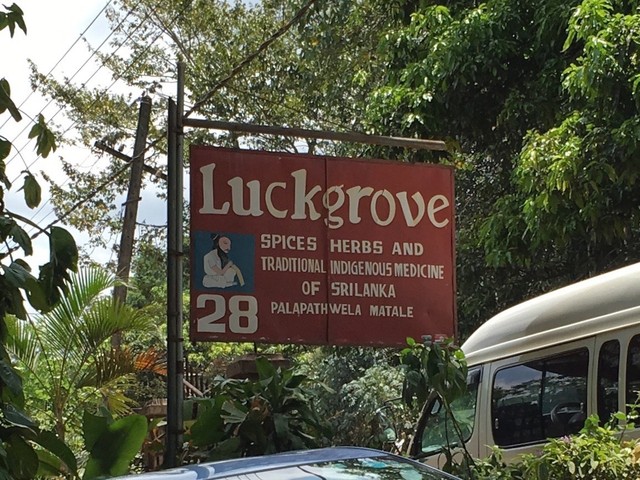 Luckgrove
SPICES HERBS AND
TRADITIONAL INDIGENOUS MEDICINE
OF SRILANKA
28
PALAPATHWELA MATALE